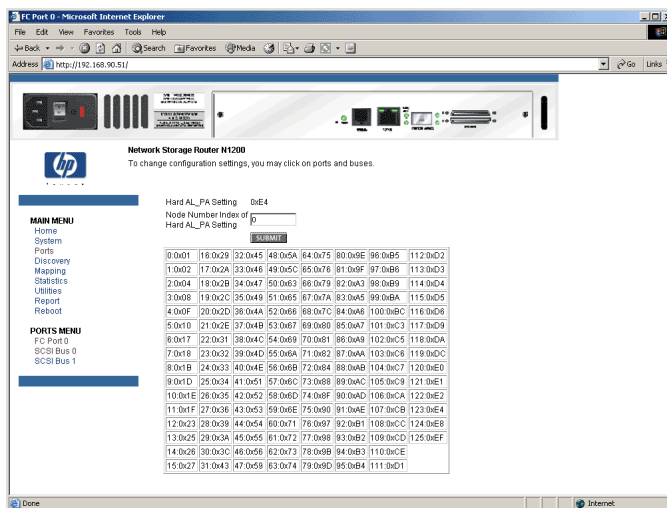 FC Port 0 - Microsoft Internet Explorer
File Edit View Favorites Tools Help
Back Search Favorites Media
Address http://192.168.90.51/ Go Links
hp
Network Storage Router N1200
To change configuration settings, you may click on ports and buses.
Hard AL_PA Setting 0xE4
Node Number Index of Hard AL_PA Setting 0
SUBMIT
MAIN MENU
Home
System
Ports
Discovery
Mapping
Statistics
Utilities
Report
Reboot
PORTS MENU
FC Port 0
SCSI Bus 0
SCSI Bus 1
0:0x01 16:0x29 32:0x45 48:0x5A 64:0x75 80:0x9E 96:0xB5 112:0xD2
1:0x02 17:0x2A 33:0x46 49:0x5C 65:0x76 81:0x9F 97:0xB6 113:0xD3
2:0x04 18:0x2B 34:0x47 50:0x63 66:0x79 82:0xA3 98:0xB9 114:0xD4
3:0x08 19:0x2C 35:0x49 51:0x65 67:0x7A 83:0xA5 99:0xBA 115:0xD5
4:0x0F 20:0x2D 36:0x4A 52:0x66 68:0x7C 84:0xA6 100:0xBC 116:0xD6
5:0x10 21:0x2E 37:0x4B 53:0x67 69:0x80 85:0xA7 101:0xC3 117:0xD9
6:0x17 22:0x31 38:0x4C 54:0x69 70:0x81 86:0xA9 102:0xC5 118:0xDA
7:0x18 23:0x32 39:0x4D 55:0x6A 71:0x82 87:0xAA 103:0xC6 119:0xDC
8:0x1B 24:0x33 40:0x4E 56:0x6B 72:0x84 88:0xAB 104:0xC7 120:0xE0
9:0x1D 25:0x34 41:0x51 57:0x6C 73:0x88 89:0xAC 105:0xC9 121:0xE1
10:0x1E 26:0x35 42:0x52 58:0x6D 74:0x8F 90:0xAD 106:0xCA 122:0xE2
11:0x1F 27:0x36 43:0x53 59:0x6E 75:0x90 91:0xAE 107:0xCB 123:0xE4
12:0x23 28:0x39 44:0x54 60:0x71 76:0x97 92:0xB1 108:0xCC 124:0xE8
13:0x25 29:0x3A 45:0x55 61:0x72 77:0x98 93:0xB2 109:0xCD 125:0xEF
14:0x26 30:0x3C 46:0x56 62:0x73 78:0x9B 94:0xB3 110:0xCE
15:0x27 31:0x43 47:0x59 63:0x74 79:0x9D 95:0xB4 111:0xD1
Done Internet